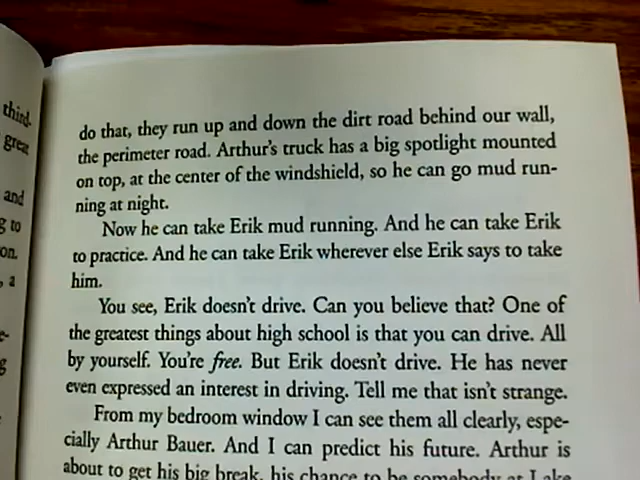 third-
great
and
g to
on.
, a
e-
g
do that, they run up and down the dirt road behind our wall,
the perimeter road. Arthur's truck has a big spotlight mounted
on top, at the center of the windshield, so he can go mud run-
ning at night.
Now he can take Erik mud running. And he can take Erik
to practice. And he can take Erik wherever else Erik says to take
him.
You see, Erik doesn't drive. Can you believe that? One of
the greatest things about high school is that you can drive. All
by yourself. You're free. But Erik doesn't drive. He has never
even expressed an interest in driving. Tell me that isn't strange.
From my bedroom window I can see them all clearly, espe-
cially Arthur Bauer. And I can predict his future. Arthur is
about to get his big break, his chance to be somebody at Lake